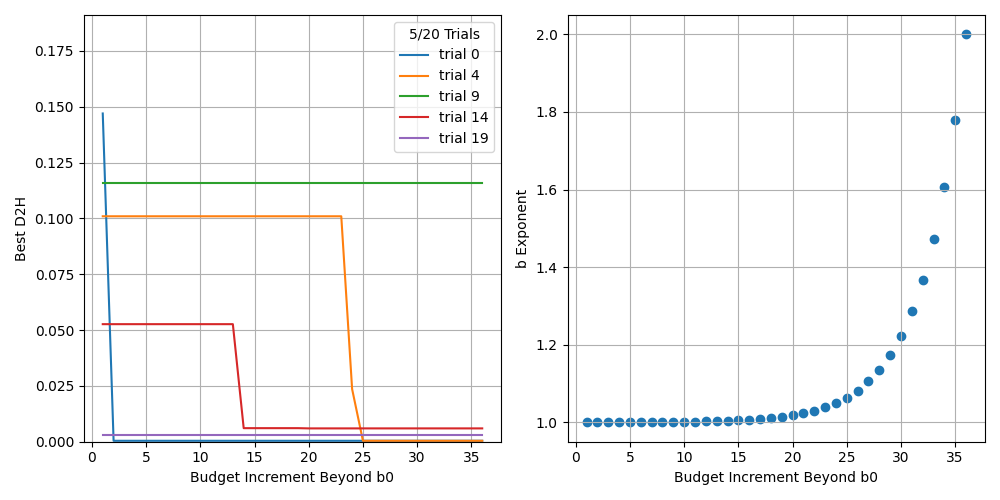 5/20 Trials
trial 0
trial 4
trial 9
trial 14
trial 19
0.175
0.150
0.125
0.100
0.075
0.050
0.025
0.000
Best D2H
0 5 10 15 20 25 30 35
Budget Increment Beyond b0
2.0
1.8
1.6
1.4
1.2
1.0
b Exponent
0 5 10 15 20 25 30 35
Budget Increment Beyond b0